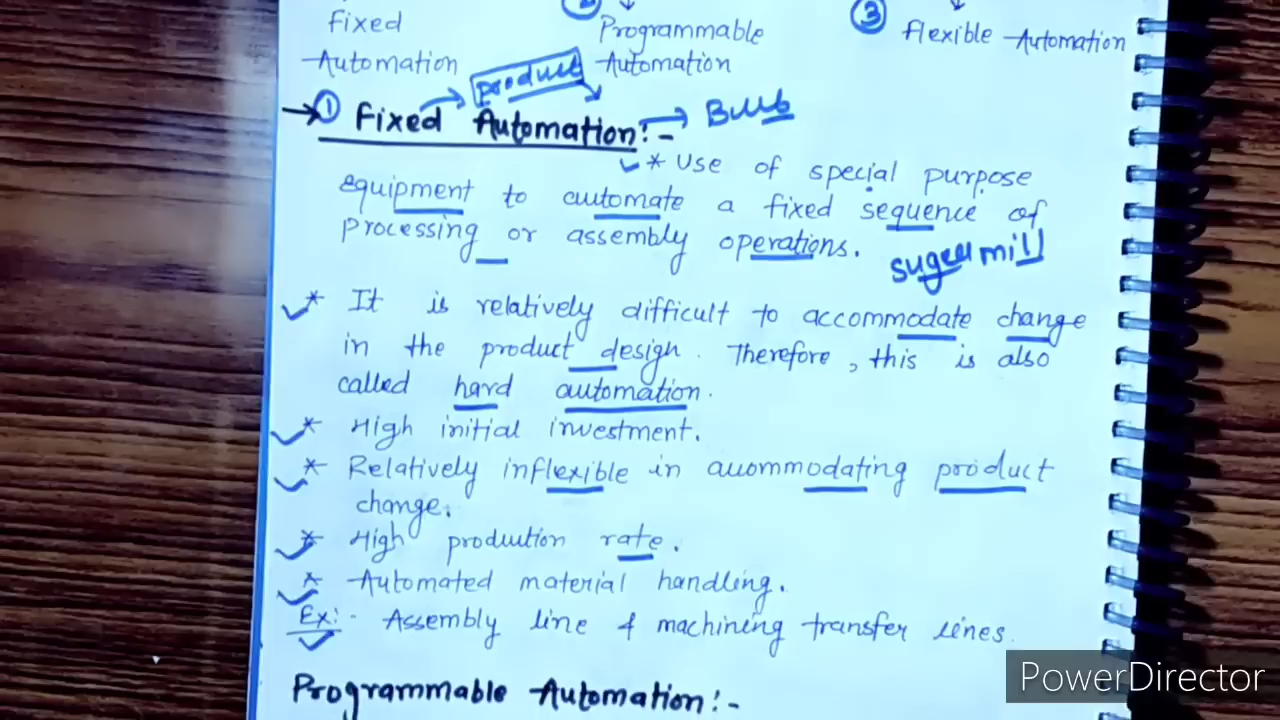 ② ③
Fixed Programmable Flexible Automation
Automation Automation
product
→ ① Fixed Automation:- → Bulb
* Use of special purpose
equipment to automate a fixed sequence of
processing or assembly operations.
sugar mill
* It is relatively difficult to accommodate change
in the product design. Therefore, this is also
called hard automation.
* High initial investment.
* Relatively inflexible in accommodating product
change.
* High production rate.
* Automated material handling.
Ex:- Assembly line & machining transfer lines.
Programmable Automation:-
PowerDirector